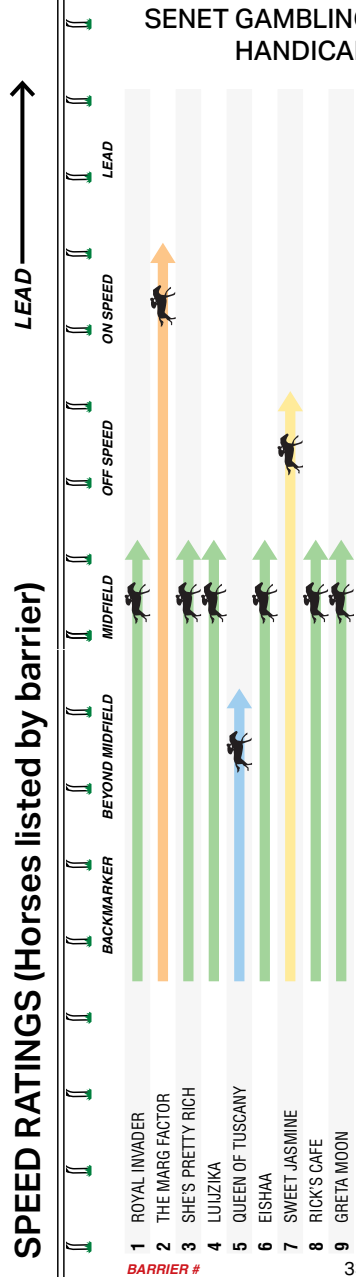 SENET GAMBLING
HANDICAP
SPEED RATINGS (Horses listed by barrier)
LEAD
BACKMARKER
BEYOND MIDFIELD
MIDFIELD
OFF SPEED
ON SPEED
LEAD
1 ROYAL INVADER
2 THE MARG FACTOR
3 SHE'S PRETTY RICH
4 LUIJZIKA
5 QUEEN OF TUSCANY
6 EISHAA
7 SWEET JASMINE
8 RICK'S CAFE
9 GRETA MOON
BARRIER #
3